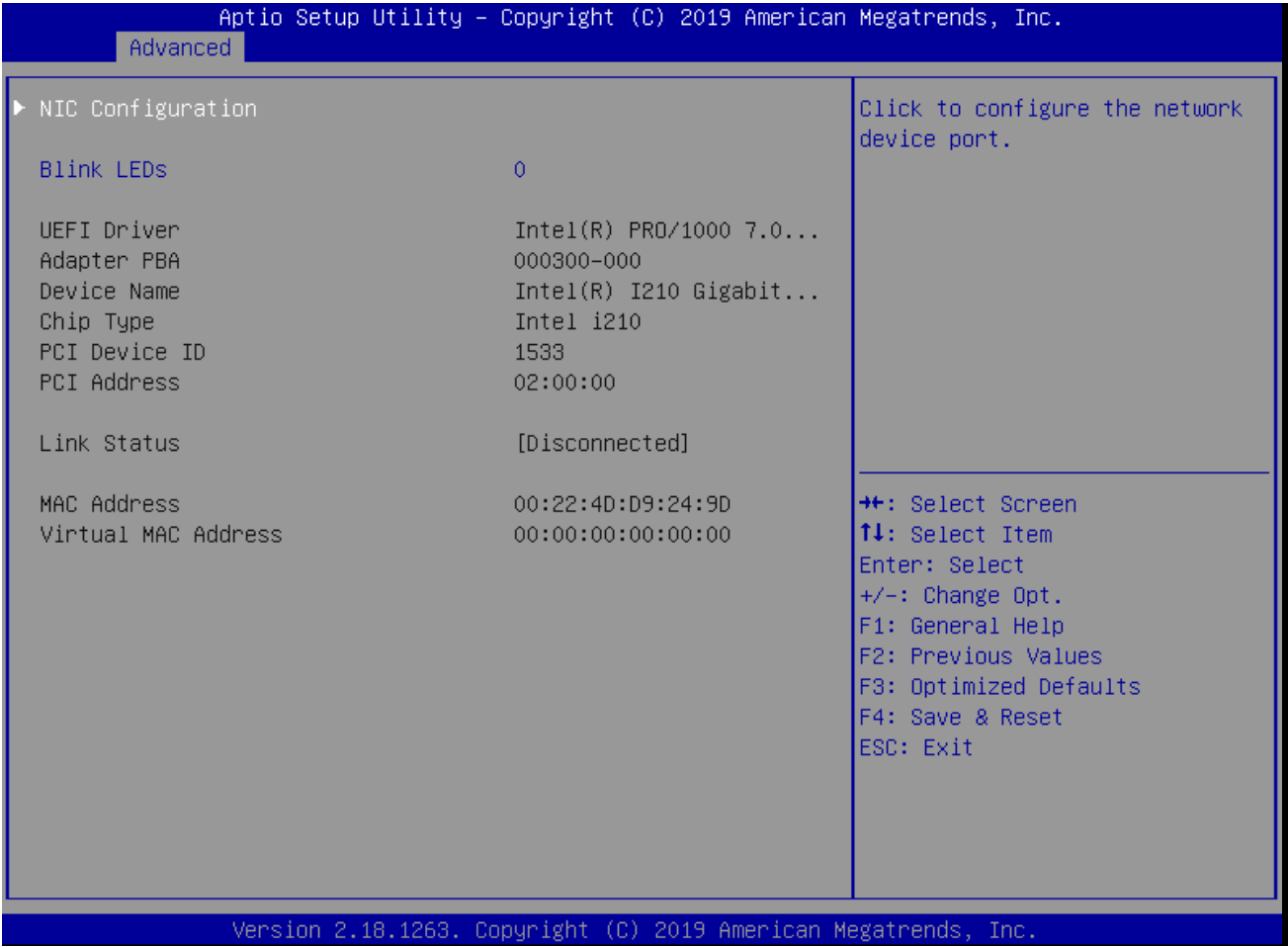 Aptio Setup Utility – Copyright (C) 2019 American Megatrends, Inc.
Advanced
NIC Configuration
Blink LEDs 0
UEFI Driver Intel(R) PRO/1000 7.0...
Adapter PBA 000300-000
Device Name Intel(R) I210 Gigabit...
Chip Type Intel i210
PCI Device ID 1533
PCI Address 02:00:00
Link Status [Disconnected]
MAC Address 00:22:4D:D9:24:9D
Virtual MAC Address 00:00:00:00:00:00
Click to configure the network
device port.
→←: Select Screen
↑↓: Select Item
Enter: Select
+/-: Change Opt.
F1: General Help
F2: Previous Values
F3: Optimized Defaults
F4: Save & Reset
ESC: Exit
Version 2.18.1263. Copyright (C) 2019 American Megatrends, Inc.